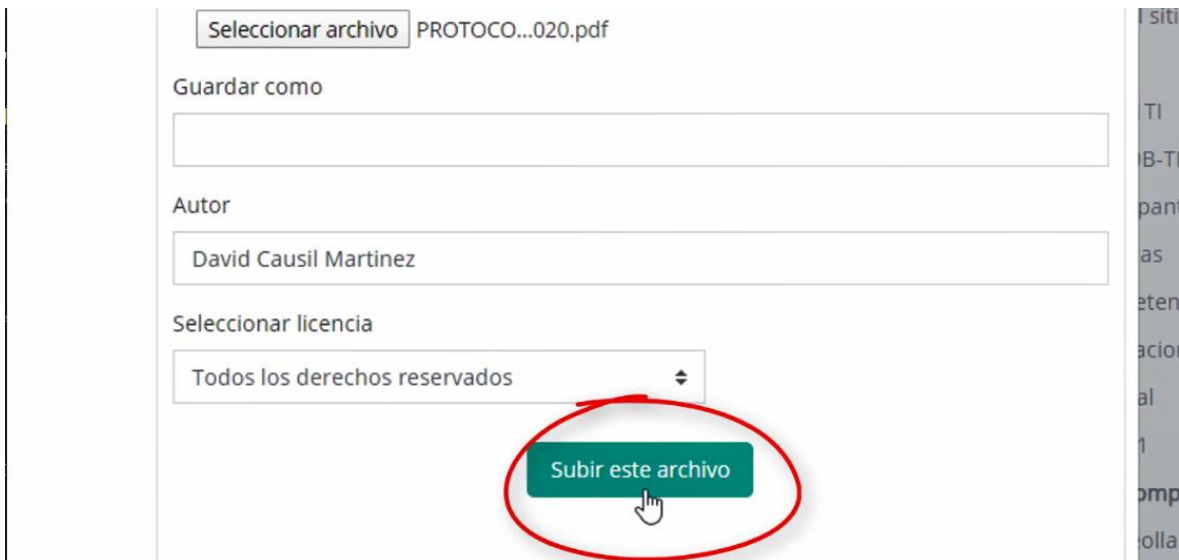 Seleccionar archivo PROTOCO...020.pdf
Guardar como
Autor
David Causil Martinez
Seleccionar licencia
Todos los derechos reservados
Subir este archivo
TI